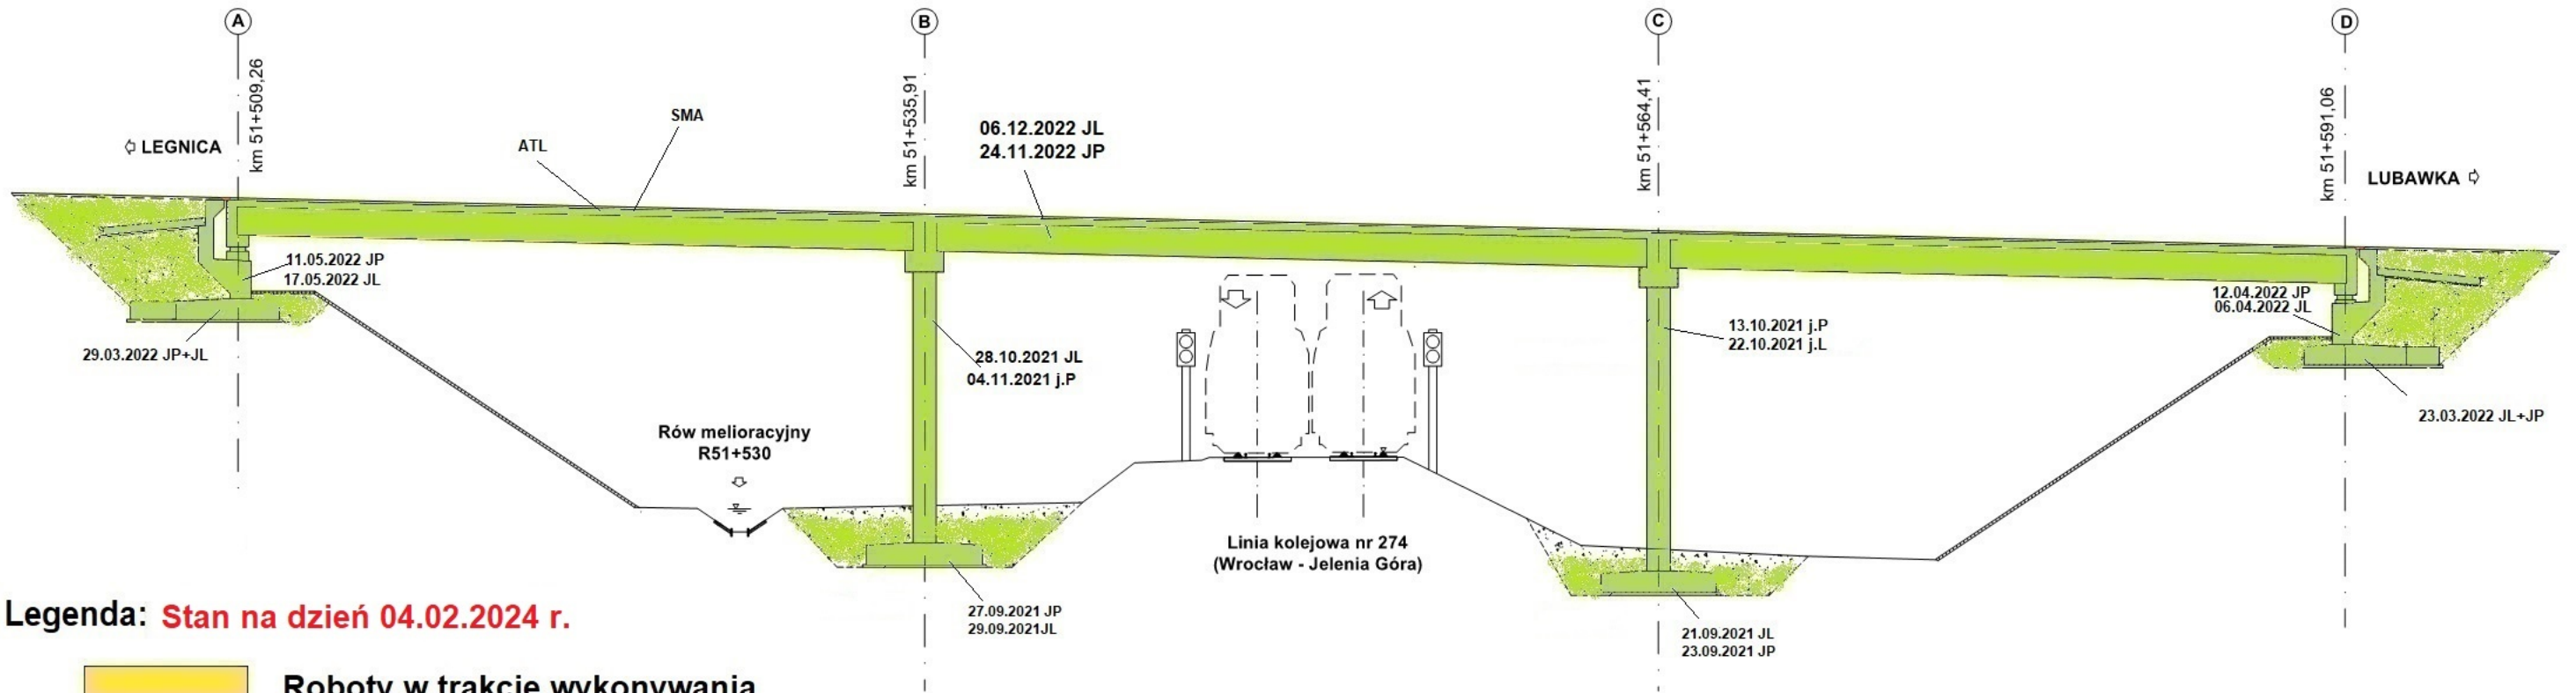 A
B
C
D
km 51+509,26
km 51+535,91
km 51+564,41
km 51+591,06
LEGNICA
LUBAWKA
ATL
SMA
06.12.2022 JL
24.11.2022 JP
11.05.2022 JP
17.05.2022 JL
29.03.2022 JP+JL
28.10.2021 JL
04.11.2021 j.P
13.10.2021 j.P
22.10.2021 j.L
12.04.2022 JP
06.04.2022 JL
23.03.2022 JL+JP
Rów melioracyjny
R51+530
Linia kolejowa nr 274
(Wrocław - Jelenia Góra)
27.09.2021 JP
29.09.2021JL
21.09.2021 JL
23.09.2021 JP
Legenda: Stan na dzień 04.02.2024 r.
Roboty w trakcie wykonywania